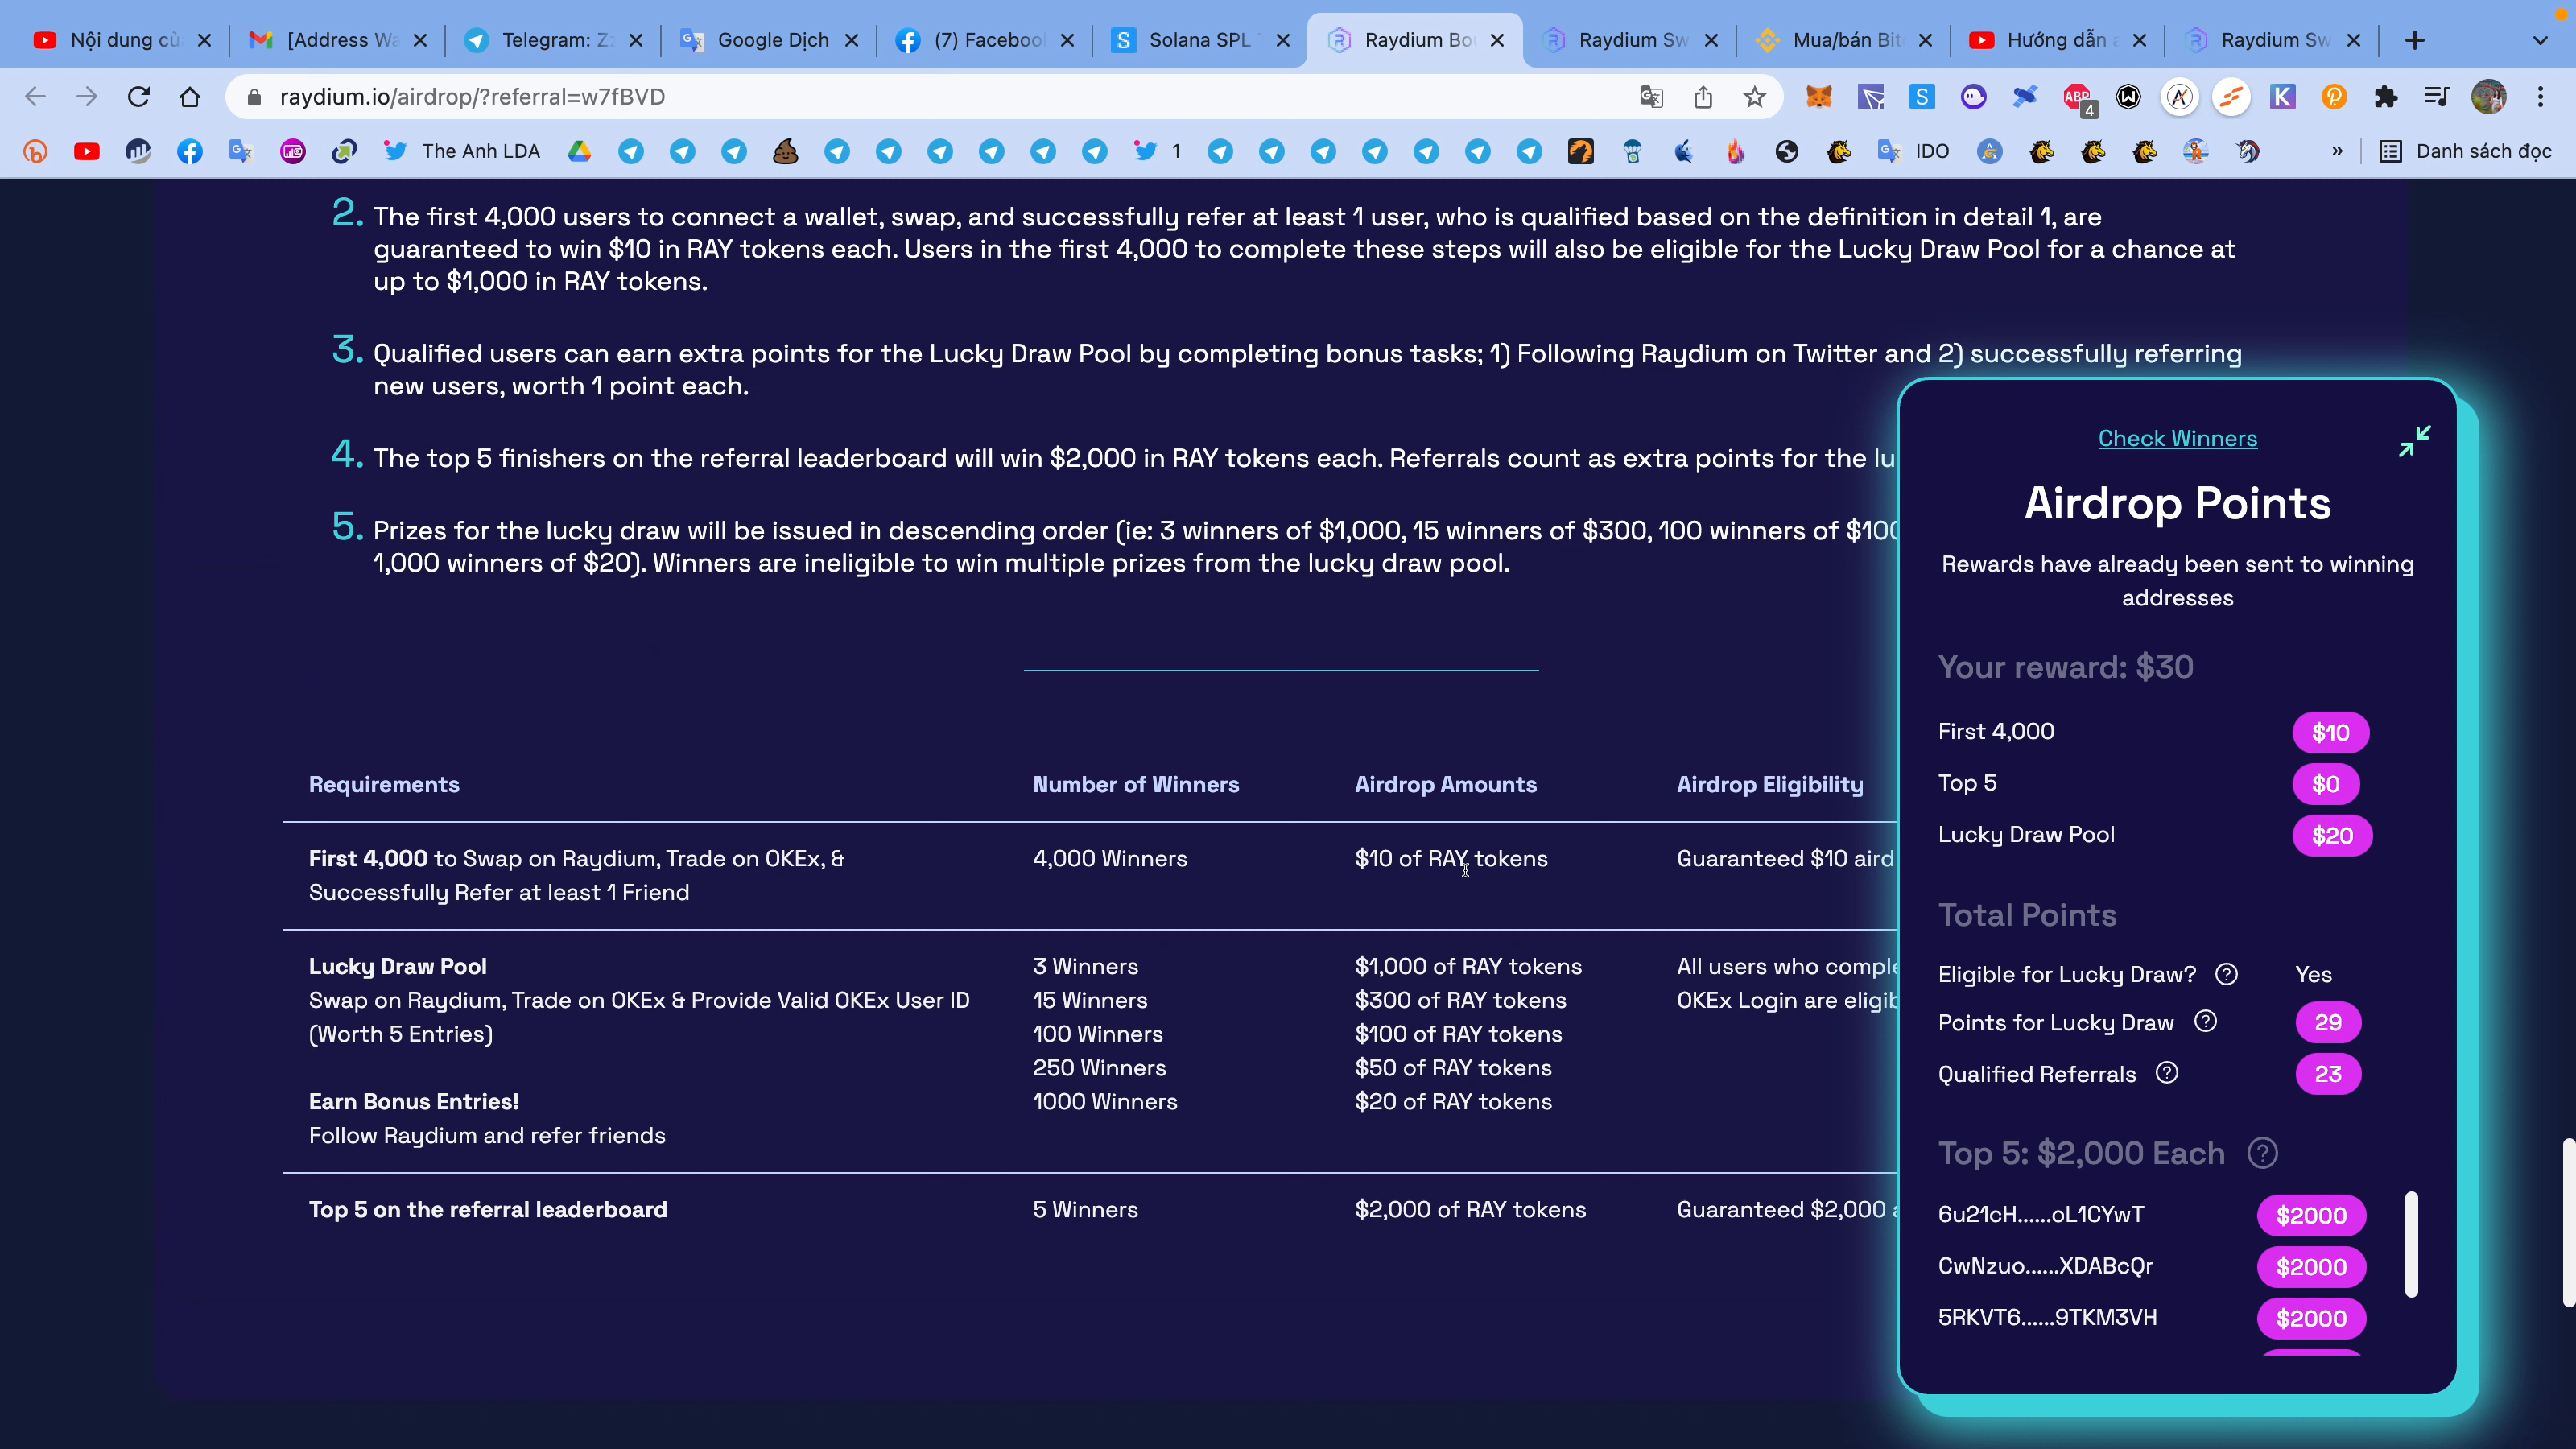 Nội dung củ
[Address Wa
Telegram: Zz
Google Dịch
(7) Facebook
Solana SPL T
Raydium Bou
Raydium Sw
Mua/bán Bit
Hướng dẫn a
Raydium Sw
raydium.io/airdrop/?referral=w7fBVD
ABP
4
The Anh LDA
1
IDO
Danh sách đọc
2. The first 4,000 users to connect a wallet, swap, and successfully refer at least 1 user, who is qualified based on the definition in detail 1, are
guaranteed to win $10 in RAY tokens each. Users in the first 4,000 to complete these steps will also be eligible for the Lucky Draw Pool for a chance at
up to $1,000 in RAY tokens.
3. Qualified users can earn extra points for the Lucky Draw Pool by completing bonus tasks; 1) Following Raydium on Twitter and 2) successfully referring
new users, worth 1 point each.
4. The top 5 finishers on the referral leaderboard will win $2,000 in RAY tokens each. Referrals count as extra points for the lu
5. Prizes for the lucky draw will be issued in descending order (ie: 3 winners of $1,000, 15 winners of $300, 100 winners of $100
1,000 winners of $20). Winners are ineligible to win multiple prizes from the lucky draw pool.
Requirements
Number of Winners
Airdrop Amounts
Airdrop Eligibility
First 4,000 to Swap on Raydium, Trade on OKEx, &
Successfully Refer at least 1 Friend
4,000 Winners
$10 of RAY tokens
Guaranteed $10 aird
Lucky Draw Pool
Swap on Raydium, Trade on OKEx & Provide Valid OKEx User ID
(Worth 5 Entries)
Earn Bonus Entries!
Follow Raydium and refer friends
3 Winners
15 Winners
100 Winners
250 Winners
1000 Winners
$1,000 of RAY tokens
$300 of RAY tokens
$100 of RAY tokens
$50 of RAY tokens
$20 of RAY tokens
All users who comple
OKEx Login are eligib
Top 5 on the referral leaderboard
5 Winners
$2,000 of RAY tokens
Guaranteed $2,000 a
Check Winners
Airdrop Points
Rewards have already been sent to winning
addresses
Your reward: $30
First 4,000 $10
Top 5 $0
Lucky Draw Pool $20
Total Points
Eligible for Lucky Draw? Yes
Points for Lucky Draw 29
Qualified Referrals 23
Top 5: $2,000 Each
6u21cH......oL1CYwT $2000
CwNzuo......XDABcQr $2000
5RKVT6......9TKM3VH $2000